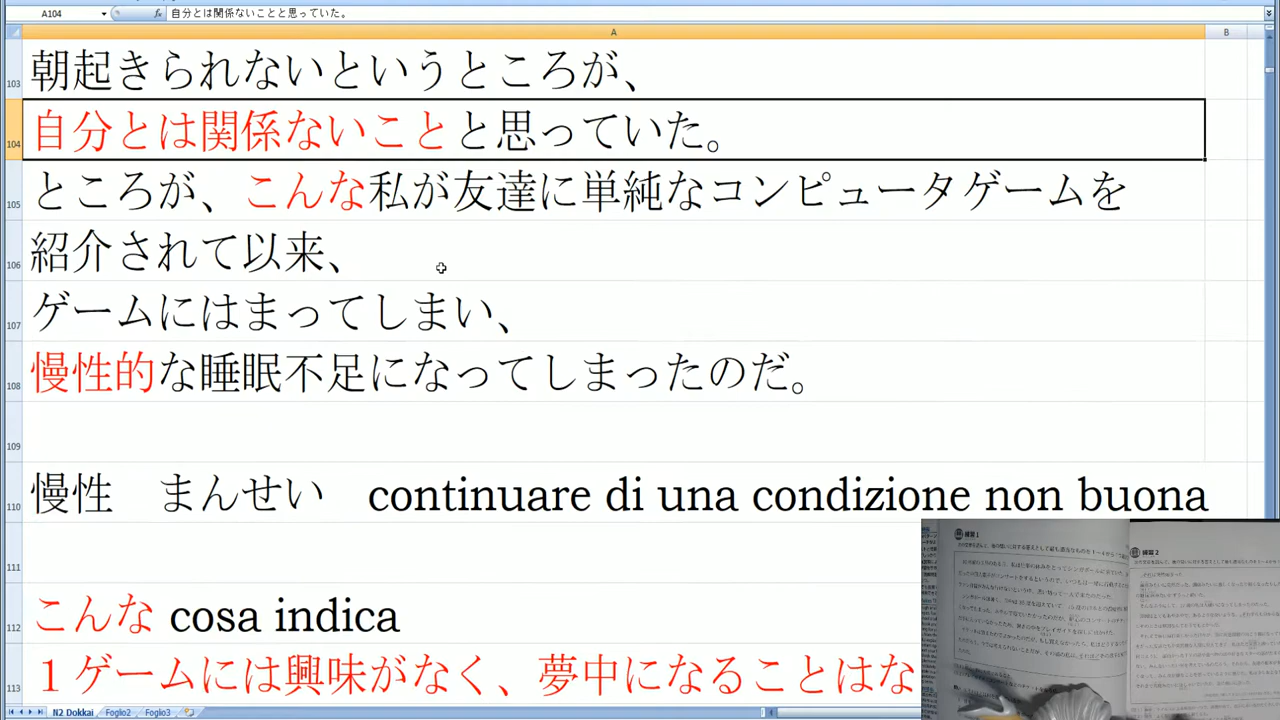 A104
fx
自分とは関係ないことと思っていた。
A
B
103
朝起きられないというところが、
104
自分とは関係ないことと思っていた。
105
ところが、こんな私が友達に単純なコンピュータゲームを
106
紹介されて以来、
107
ゲームにはまってしまい、
108
慢性的な睡眠不足になってしまったのだ。
109
110
慢性 まんせい continuare di una condizione non buona
111
112
こんな cosa indica
113
1ゲームには興味がなく、夢中になることはな
練習1
練習2
N2 Dokkai
Foglio2
Foglio3